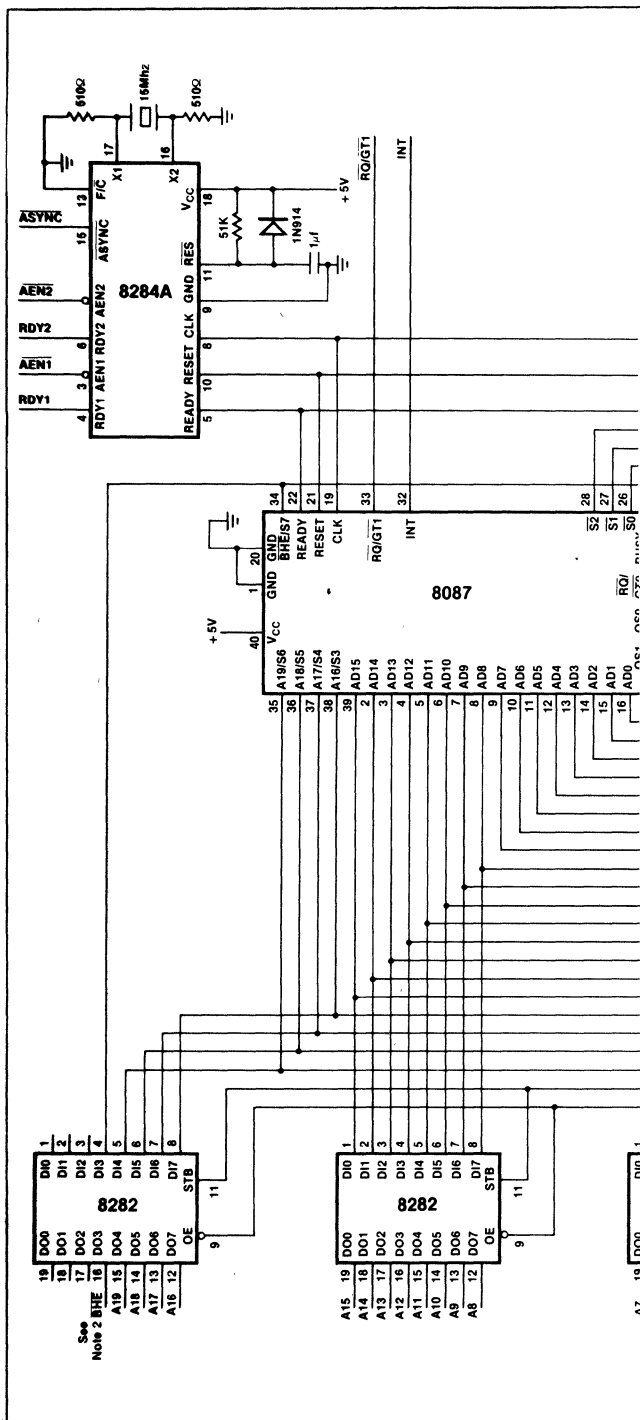 510Ω
15Mhz
510Ω
17
16
X1
X2
13
F/C̅
ASYNC
15
ASYNC
AEN2
AEN2
RDY2
6
RDY2
AEN1
3
AEN1
RDY1
4
RDY1
8284A
VCC
18
RES
11
GND
9
CLK
8
RESET
10
READY
5
51K
1N914
1μf
+5V
RQ/GT1
INT
34
22
21
19
33
32
28
27
26
BHE/S7
READY
RESET
CLK
RQ/GT1
INT
S2
S1
S0
20
GND
1
GND
+5V
40
VCC
8087
RQ/
35
A19/S6
36
A18/S5
37
A17/S4
38
A16/S3
39
AD15
2
AD14
3
AD13
4
AD12
5
AD11
6
AD10
7
AD9
8
AD8
9
AD7
10
AD6
11
AD5
12
AD4
13
AD3
14
AD2
15
AD1
16
AD0
1
DI0
2
DI1
3
DI2
4
DI3
5
DI4
6
DI5
7
DI6
8
DI7
STB
11
8282
OE
9
19
DO0
18
DO1
17
DO2
16
DO3
15
DO4
14
DO5
13
DO6
12
DO7
See
Note 2
BHE
A19
A18
A17
A16
1
DI0
2
DI1
3
DI2
4
DI3
5
DI4
6
DI5
7
DI6
8
DI7
STB
11
8282
OE
9
A15
19
DO0
A14
18
DO1
A13
17
DO2
A12
16
DO3
A11
15
DO4
A10
14
DO5
A9
13
DO6
A8
12
DO7
1
DI0
A7
19
DO0